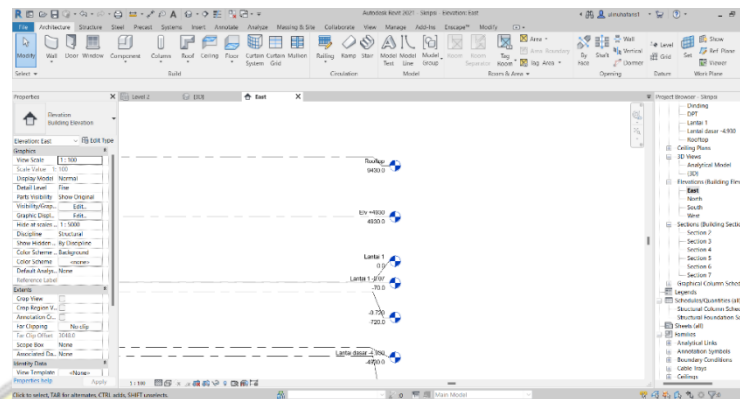 Autodesk Revit 2021 - Skripsi - Elevation: East
File Architecture Structure Steel Precast Systems Insert Annotate Analyze Massing & Site Collaborate View Manage Add-Ins Enscape™ Modify
Modify Wall Door Window Component Column Roof Ceiling Floor Curtain System Curtain Grid Mullion Railing Ramp Stair Model Text Model Line Model Group Room Room Separator Tag Room Area Area Boundary Tag Area By Face Shaft Wall Vertical Dormer Level Grid Set Show Ref Plane Viewer
Select Build Circulation Model Room & Area Opening Datum Work Plane
Properties
Level 2 East
Project Browser - Skripsi
Elevation
Building Elevation
Elevation: East Edit Type
Graphics
View Scale 1 : 100
Scale Value 1: 100
Display Model Normal
Detail Level Fine
Parts Visibility Show Original
Visibility/Grap... Edit...
Graphic Displ... Edit...
Hide at scales ... 1 : 5000
Discipline Structural
Show Hidden ... By Discipline
Color Scheme ... Background
Color Scheme <none>
Default Analys... None
Reference Label
Extents
Crop View
Crop Region V...
Annotation Cr...
Far Clipping No clip
Far Clip Offset 3048.0
Scope Box None
Associated Da... None
Identity Data
View Template <None>
Properties help Apply
Rooftop
9430.0
Elv +4930
4930.0
Lantai 1
0.0
Lantai 1 -0.07
-70.0
-0.720
-720.0
Lantai dasar -4.930
-4930.0
Dinding
DPT
Lantai 1
Lantai dasar -4.930
Rooftop
Ceiling Plans
3D Views
Analytical Model
{3D}
Elevations (Building Elev
East
North
South
West
Sections (Building Sectio
Section 2
Section 3
Section 4
Section 5
Section 6
Section 7
Graphical Column Sched
Legends
Schedules/Quantities (all
Structural Column Sched
Structural Foundation Sc
Sheets (all)
Families
Analytical Links
Annotation Symbols
Boundary Conditions
Cable Trays
Ceilings
1 : 100
Click to select, TAB for alternates, CTRL adds, SHIFT unselects. Main Model